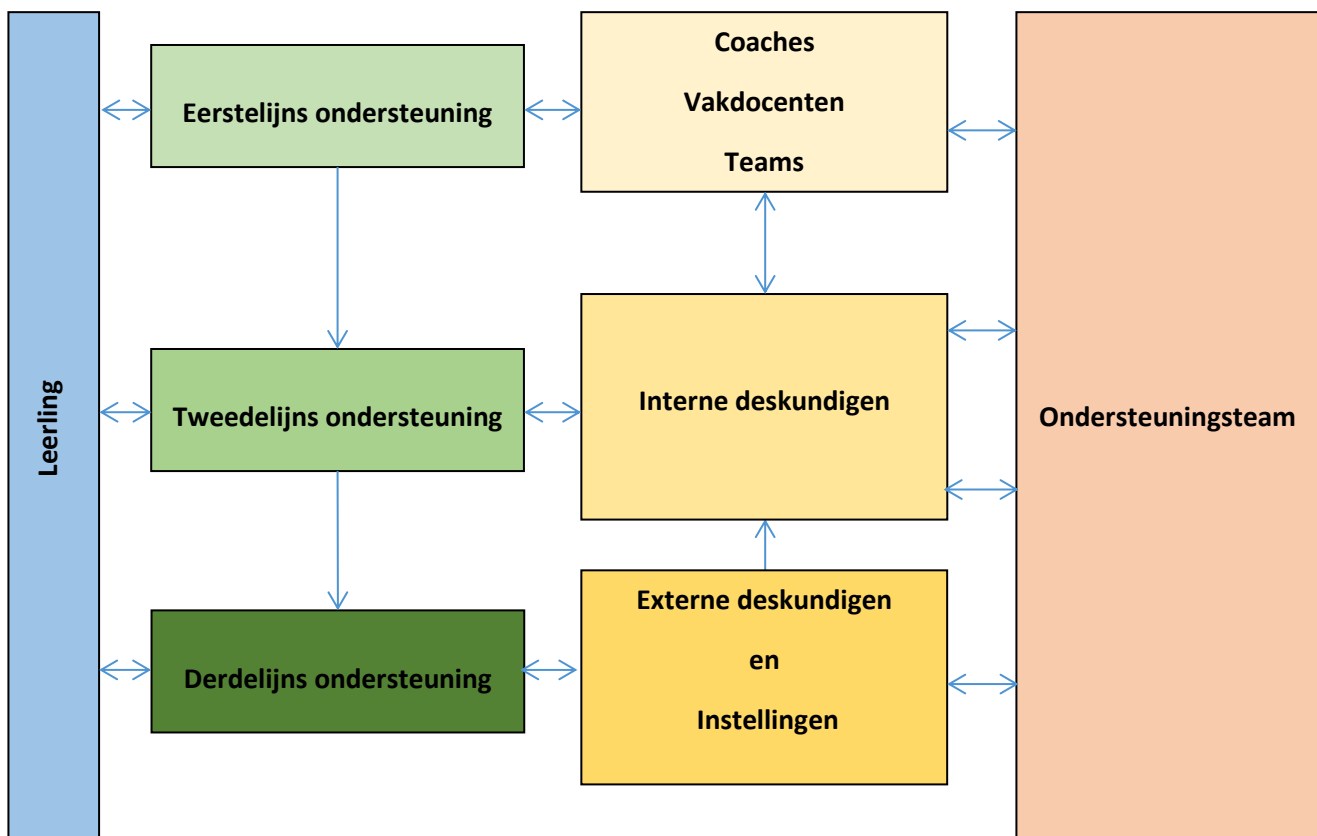 Leerling
Eerstelijns ondersteuning
Coaches
Vakdocenten
Teams
Tweedelijns ondersteuning
Interne deskundigen
Ondersteuningsteam
Derdelijns ondersteuning
Externe deskundigen
en
Instellingen